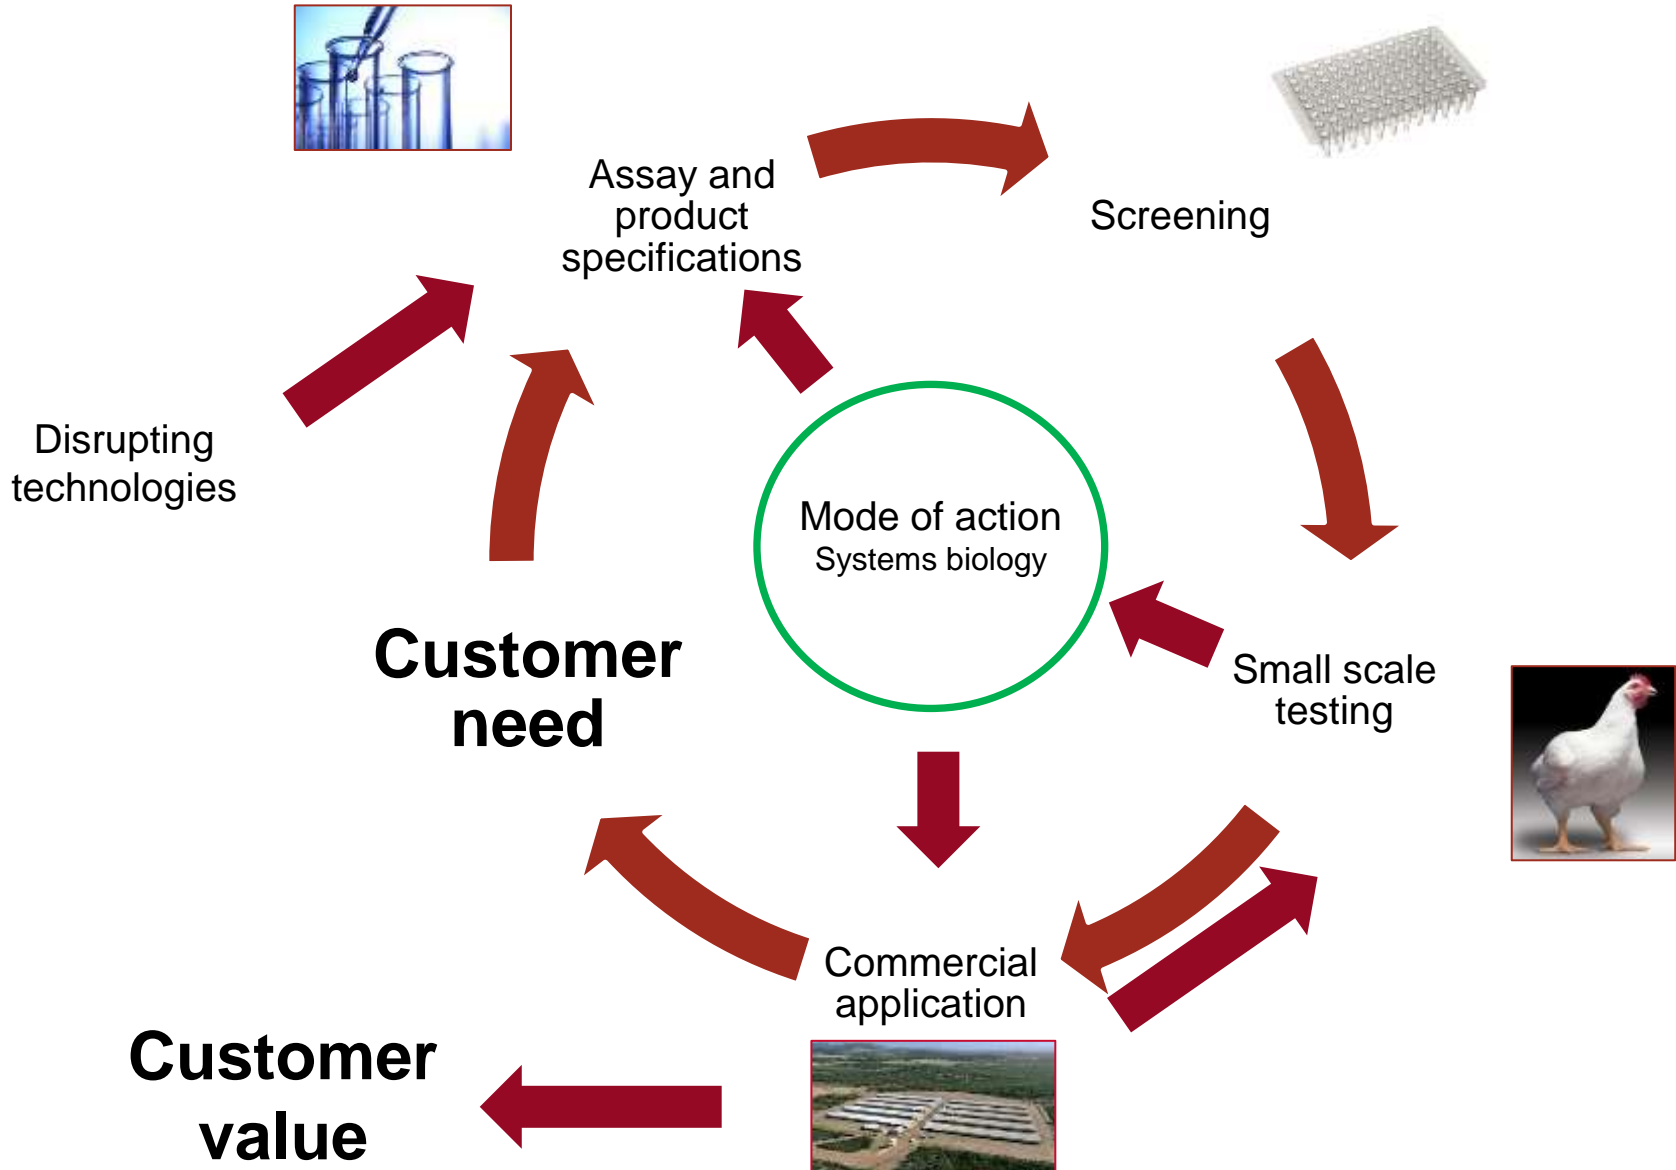 Assay and
product
specifications
Screening
Disrupting
technologies
Mode of action
Systems biology
Customer
need
Small scale
testing
Commercial
application
Customer
value